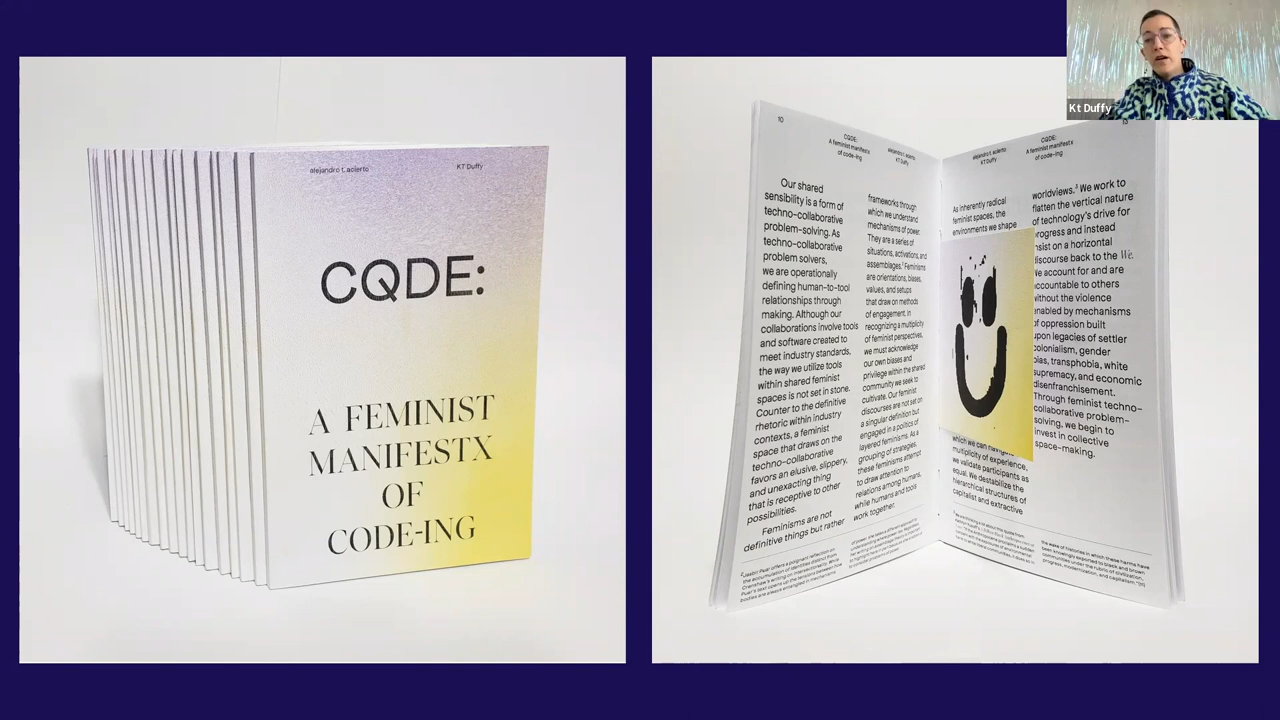 alejandro t. acierto
KT Duffy
CQDE:
A FEMINIST
MANIFESTX
OF
CODE-ING
10
CQDE:
A feminist manifestx
of code-ing
alejandro t. acierto
KT Duffy
Our shared
sensibility is a form of
techno-collaborative
problem-solving. As
techno-collaborative
problem solvers,
we are operationally
defining human-to-tool
relationships through
making. Although our
collaborations involve tools
and software created to
meet industry standards,
the way we utilize tools
within shared feminist
spaces is not set in stone.
Counter to the definitive
rhetoric within industry
contexts, a feminist
space that draws on the
techno-collaborative
favors an elusive, slippery,
and unexacting thing
that is receptive to other
possibilities.
Feminisms are not
definitive things but rather
frameworks through
which we understand
mechanisms of power.
They are a series of
situations, activations, and
assemblages. Feminisms
are orientations, biases,
values, and setups
that draw on methods
of engagement. In
recognizing a multiplicity
of feminist perspectives,
we must acknowledge
our own biases and
privilege within the shared
community we seek to
cultivate. Our feminist
discourses are not set on
a singular definition but
engaged in a politics of
layered feminisms. As a
grouping of strategies,
these feminisms attempt
to draw attention to
relations among humans,
while humans and tools
work together.
alejandro t. acierto
KT Duffy
CQDE:
A feminist manifestx
of code-ing
As inherently radical
feminist spaces, the
environments we shape
which we can navigate
multiplicity of experience,
we validate participants as
equal. We destabilize the
hierarchical structures of
capitalist and extractive
worldviews. We work to
flatten the vertical nature
of technology's drive for
progress and instead
insist on a horizontal
discourse back to the We.
We account for and are
accountable to others
without the violence
enabled by mechanisms
of oppression built
upon legacies of settler
colonialism, gender
bias, transphobia, white
supremacy, and economic
disenfranchisement.
Through feminist techno-
collaborative problem-
solving, we begin to
invest in collective
space-making.
Kt Duffy